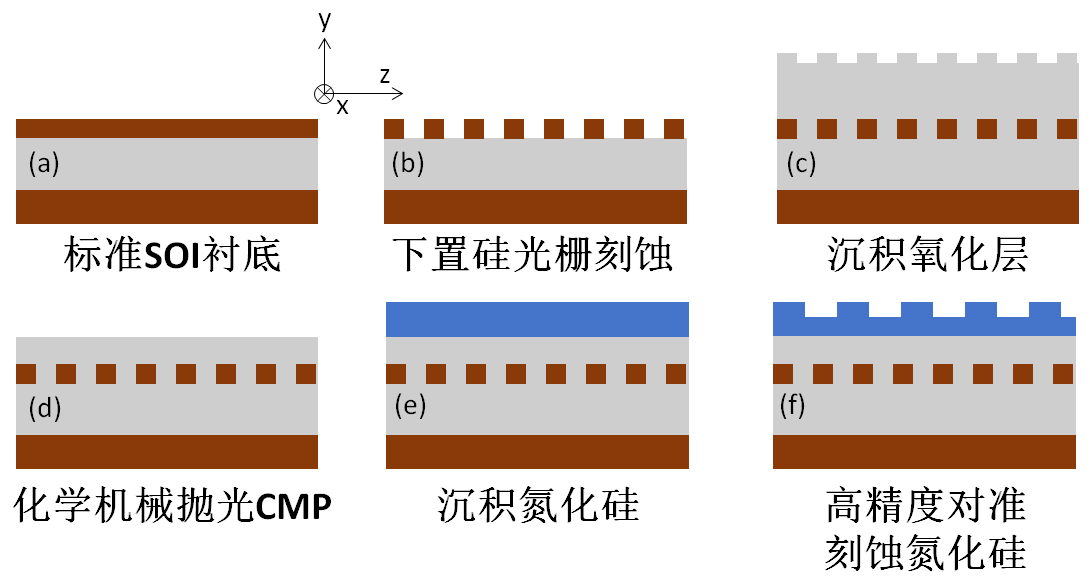 y
z
x
(a)
(b)
(c)
标准SOI衬底
下置硅光栅刻蚀
沉积氧化层
(d)
(e)
(f)
化学机械抛光CMP
沉积氮化硅
高精度对准
刻蚀氮化硅